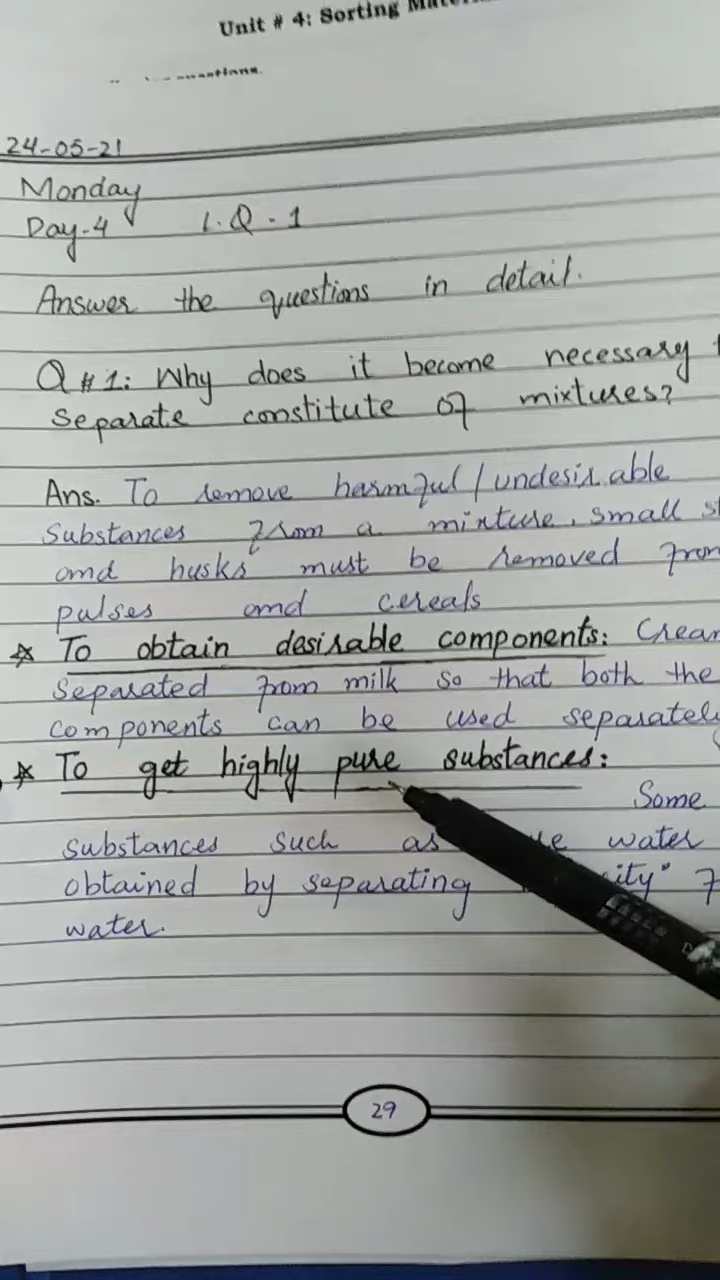 Unit # 4: Sorting
24-05-21
Monday
Day-4 1.Q.1
Answer the questions in detail.
Q #1: Why does it become necessary
separate constitute of mixtures?
Ans. To remove harmful/undesirable
substances from a mixture, small
and husks must be removed from
pulses and cereals
☆ To obtain desirable components: Cream
separated from milk so that both the
components can be used separately
☆ To get highly pure substances:
Some
substances such as water
obtained by separating
water.
29